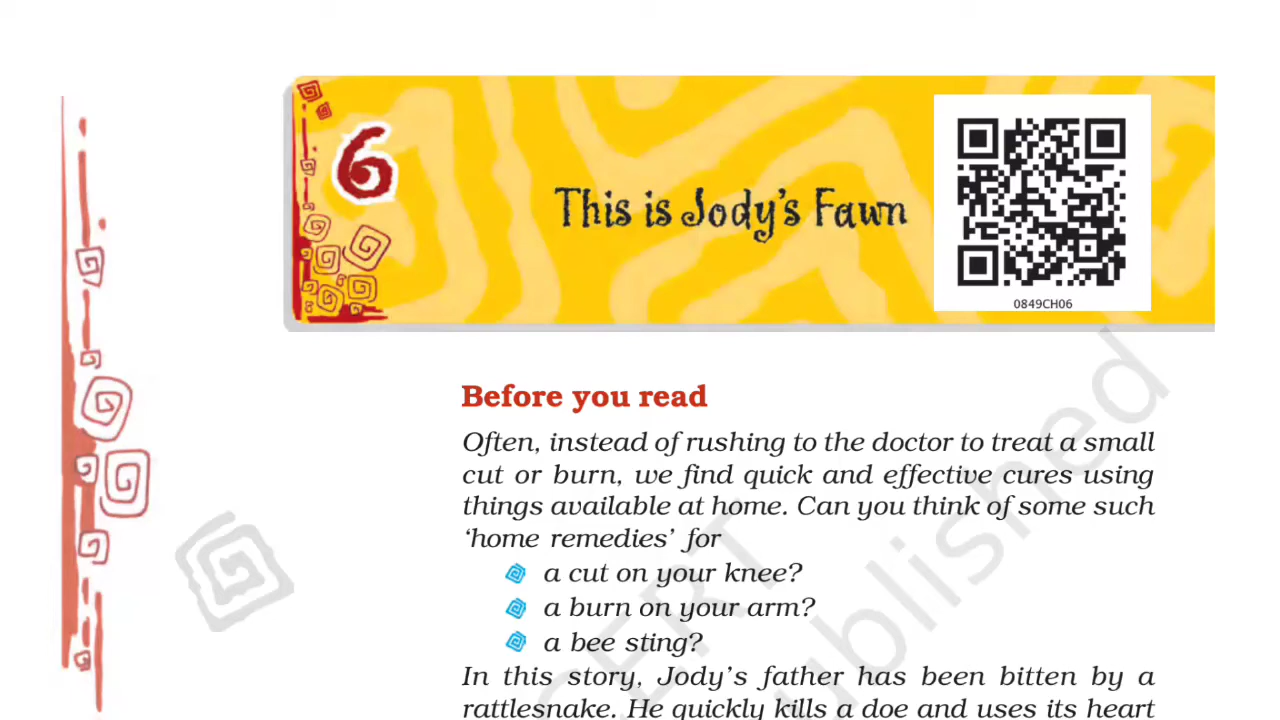 6
This is Jody's Fawn
0849CH06
Before you read
Often, instead of rushing to the doctor to treat a small
cut or burn, we find quick and effective cures using
things available at home. Can you think of some such
‘home remedies’ for
a cut on your knee?
a burn on your arm?
a bee sting?
In this story, Jody’s father has been bitten by a
rattlesnake. He quickly kills a doe and uses its heart